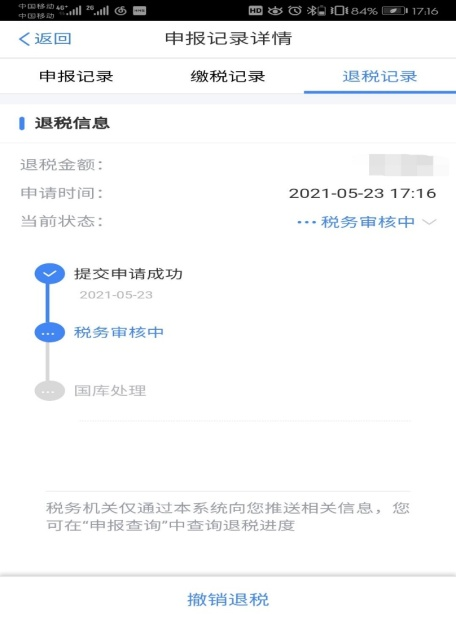 中国移动 4G+ 2G HD 84% 17:16
中国移动
返回 申报记录详情
申报记录 缴税记录 退税记录
退税信息
退税金额:
申请时间: 2021-05-23 17:16
当前状态: 税务审核中
提交申请成功
2021-05-23
税务审核中
国库处理
税务机关仅通过本系统向您推送相关信息，您
可在“申报查询”中查询退税进度
撤销退税